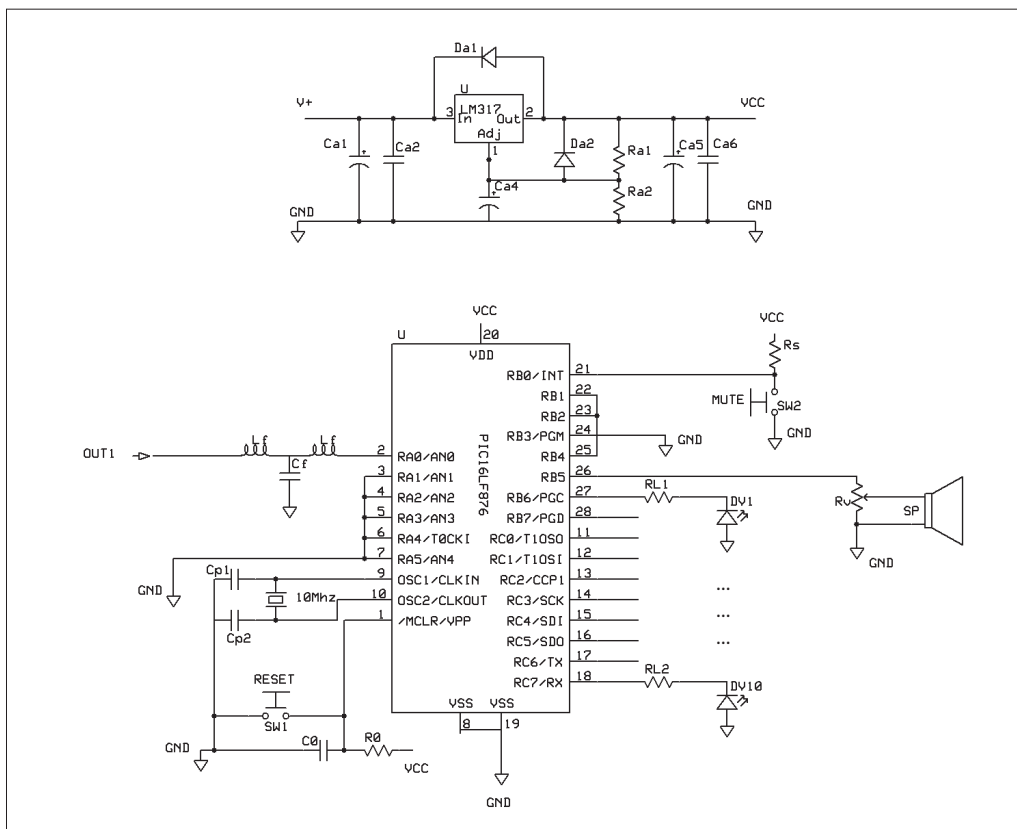 Da1
U
V+
3
LM317
2
VCC
In
Out
Adj
1
Ca1
+
Ca2
Da2
Ra1
+
Ca5
Ca6
+
Ca4
Ra2
GND
GND
VCC
U
20
VDD
VCC
Rs
RB0/INT
21
RB1
22
MUTE
SW2
RB2
23
RB3/PGM
24
GND
GND
Lf
Lf
OUT1
2
RA0/AN0
RB4
25
Cf
3
RA1/AN1
PIC16LF876
RB5
26
4
RA2/AN2
RB6/PGC
27
RL1
DV1
Rv
SP
5
RA3/AN3
RB7/PGD
28
6
RA4/T0CKI
RC0/T1OSO
11
7
RA5/AN4
RC1/T1OSI
12
GND
GND
Cp1
9
OSC1/CLKIN
RC2/CCP1
13
...
10Mhz
10
OSC2/CLKOUT
RC3/SCK
14
Cp2
1
/MCLR/VPP
RC4/SDI
15
...
RC5/SDO
16
...
RC6/TX
17
RESET
RC7/RX
18
RL2
DV10
SW1
VSS
VSS
8
19
GND
C0
R0
VCC
GND